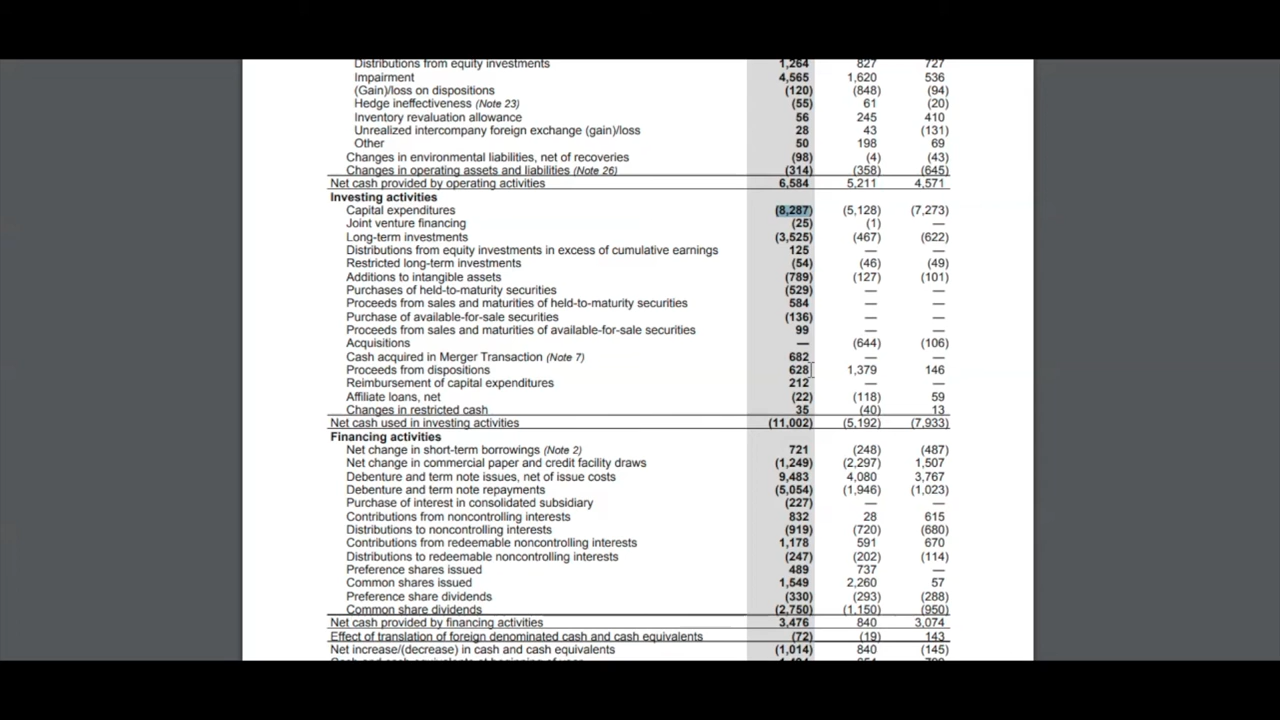 Distributions from equity investments 1,264 827 727
Impairment 4,565 1,620 536
(Gain)/loss on dispositions (120) (848) (94)
Hedge ineffectiveness (Note 23) (55) 61 (20)
Inventory revaluation allowance 56 245 410
Unrealized intercompany foreign exchange (gain)/loss 28 43 (131)
Other 50 198 69
Changes in environmental liabilities, net of recoveries (98) (4) (43)
Changes in operating assets and liabilities (Note 26) (314) (358) (645)
Net cash provided by operating activities 6,584 5,211 4,571
Investing activities
Capital expenditures (8,287) (5,128) (7,273)
Joint venture financing (25) (1) —
Long-term investments (3,525) (467) (622)
Distributions from equity investments in excess of cumulative earnings 125 — —
Restricted long-term investments (54) (46) (49)
Additions to intangible assets (789) (127) (101)
Purchases of held-to-maturity securities (529) — —
Proceeds from sales and maturities of held-to-maturity securities 584 — —
Purchase of available-for-sale securities (136) — —
Proceeds from sales and maturities of available-for-sale securities 99 — —
Acquisitions — (644) (106)
Cash acquired in Merger Transaction (Note 7) 682 — —
Proceeds from dispositions 628 1,379 146
Reimbursement of capital expenditures 212 — —
Affiliate loans, net (22) (118) 59
Changes in restricted cash 35 (40) 13
Net cash used in investing activities (11,002) (5,192) (7,933)
Financing activities
Net change in short-term borrowings (Note 2) 721 (248) (487)
Net change in commercial paper and credit facility draws (1,249) (2,297) 1,507
Debenture and term note issues, net of issue costs 9,483 4,080 3,767
Debenture and term note repayments (5,054) (1,946) (1,023)
Purchase of interest in consolidated subsidiary (227) — —
Contributions from noncontrolling interests 832 28 615
Distributions to noncontrolling interests (919) (720) (680)
Contributions from redeemable noncontrolling interests 1,178 591 670
Distributions to redeemable noncontrolling interests (247) (202) (114)
Preference shares issued 489 737 —
Common shares issued 1,549 2,260 57
Preference share dividends (330) (293) (288)
Common share dividends (2,750) (1,150) (950)
Net cash provided by financing activities 3,476 840 3,074
Effect of translation of foreign denominated cash and cash equivalents (72) (19) 143
Net increase/(decrease) in cash and cash equivalents (1,014) 840 (145)